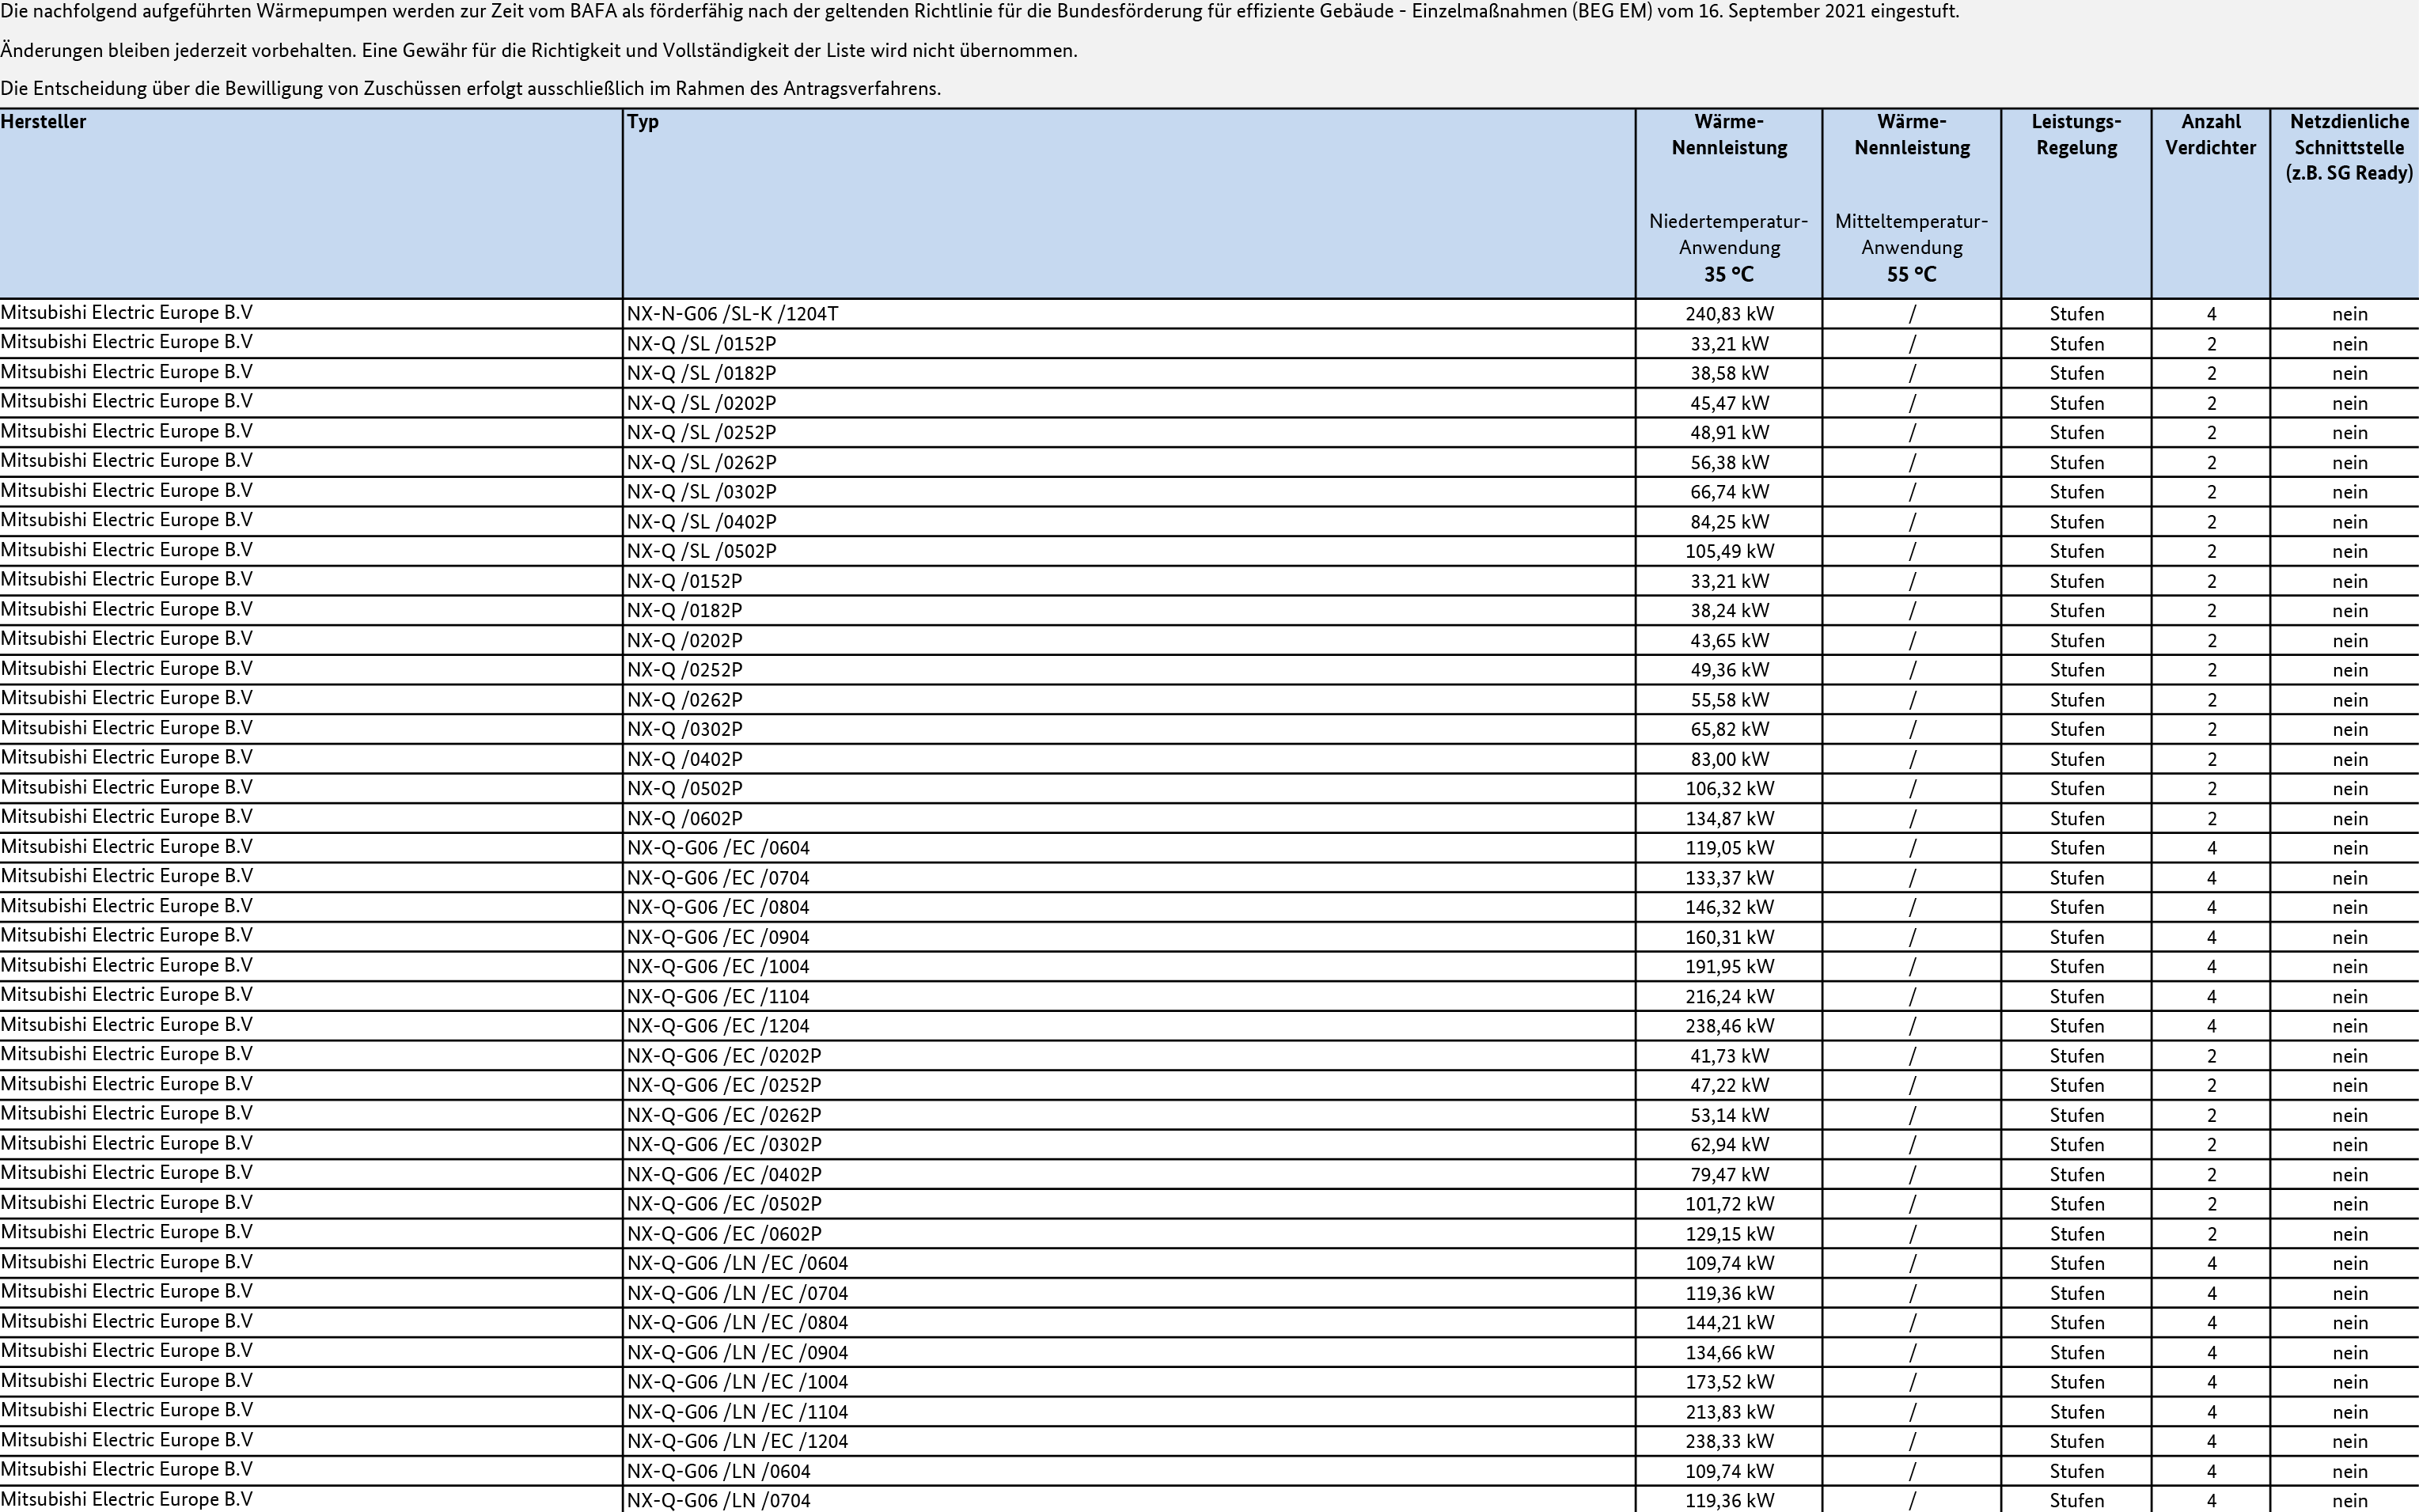 Die nachfolgend aufgeführten Wärmepumpen werden zur Zeit vom BAFA als förderfähig nach der geltenden Richtlinie für die Bundesförderung für effiziente Gebäude - Einzelmaßnahmen (BEG EM) vom 16. September 2021 eingestuft.
Änderungen bleiben jederzeit vorbehalten. Eine Gewähr für die Richtigkeit und Vollständigkeit der Liste wird nicht übernommen.
Die Entscheidung über die Bewilligung von Zuschüssen erfolgt ausschließlich im Rahmen des Antragsverfahrens.
Hersteller Typ Wärme- Wärme- Leistungs- Anzahl Netzdienliche
Nennleistung Nennleistung Regelung Verdichter Schnittstelle
(z.B. SG Ready)
Niedertemperatur- Mitteltemperatur-
Anwendung Anwendung
35 °C 55 °C
Mitsubishi Electric Europe B.V NX-N-G06 /SL-K /1204T 240,83 kW / Stufen 4 nein
Mitsubishi Electric Europe B.V NX-Q /SL /0152P 33,21 kW / Stufen 2 nein
Mitsubishi Electric Europe B.V NX-Q /SL /0182P 38,58 kW / Stufen 2 nein
Mitsubishi Electric Europe B.V NX-Q /SL /0202P 45,47 kW / Stufen 2 nein
Mitsubishi Electric Europe B.V NX-Q /SL /0252P 48,91 kW / Stufen 2 nein
Mitsubishi Electric Europe B.V NX-Q /SL /0262P 56,38 kW / Stufen 2 nein
Mitsubishi Electric Europe B.V NX-Q /SL /0302P 66,74 kW / Stufen 2 nein
Mitsubishi Electric Europe B.V NX-Q /SL /0402P 84,25 kW / Stufen 2 nein
Mitsubishi Electric Europe B.V NX-Q /SL /0502P 105,49 kW / Stufen 2 nein
Mitsubishi Electric Europe B.V NX-Q /0152P 33,21 kW / Stufen 2 nein
Mitsubishi Electric Europe B.V NX-Q /0182P 38,24 kW / Stufen 2 nein
Mitsubishi Electric Europe B.V NX-Q /0202P 43,65 kW / Stufen 2 nein
Mitsubishi Electric Europe B.V NX-Q /0252P 49,36 kW / Stufen 2 nein
Mitsubishi Electric Europe B.V NX-Q /0262P 55,58 kW / Stufen 2 nein
Mitsubishi Electric Europe B.V NX-Q /0302P 65,82 kW / Stufen 2 nein
Mitsubishi Electric Europe B.V NX-Q /0402P 83,00 kW / Stufen 2 nein
Mitsubishi Electric Europe B.V NX-Q /0502P 106,32 kW / Stufen 2 nein
Mitsubishi Electric Europe B.V NX-Q /0602P 134,87 kW / Stufen 2 nein
Mitsubishi Electric Europe B.V NX-Q-G06 /EC /0604 119,05 kW / Stufen 4 nein
Mitsubishi Electric Europe B.V NX-Q-G06 /EC /0704 133,37 kW / Stufen 4 nein
Mitsubishi Electric Europe B.V NX-Q-G06 /EC /0804 146,32 kW / Stufen 4 nein
Mitsubishi Electric Europe B.V NX-Q-G06 /EC /0904 160,31 kW / Stufen 4 nein
Mitsubishi Electric Europe B.V NX-Q-G06 /EC /1004 191,95 kW / Stufen 4 nein
Mitsubishi Electric Europe B.V NX-Q-G06 /EC /1104 216,24 kW / Stufen 4 nein
Mitsubishi Electric Europe B.V NX-Q-G06 /EC /1204 238,46 kW / Stufen 4 nein
Mitsubishi Electric Europe B.V NX-Q-G06 /EC /0202P 41,73 kW / Stufen 2 nein
Mitsubishi Electric Europe B.V NX-Q-G06 /EC /0252P 47,22 kW / Stufen 2 nein
Mitsubishi Electric Europe B.V NX-Q-G06 /EC /0262P 53,14 kW / Stufen 2 nein
Mitsubishi Electric Europe B.V NX-Q-G06 /EC /0302P 62,94 kW / Stufen 2 nein
Mitsubishi Electric Europe B.V NX-Q-G06 /EC /0402P 79,47 kW / Stufen 2 nein
Mitsubishi Electric Europe B.V NX-Q-G06 /EC /0502P 101,72 kW / Stufen 2 nein
Mitsubishi Electric Europe B.V NX-Q-G06 /EC /0602P 129,15 kW / Stufen 2 nein
Mitsubishi Electric Europe B.V NX-Q-G06 /LN /EC /0604 109,74 kW / Stufen 4 nein
Mitsubishi Electric Europe B.V NX-Q-G06 /LN /EC /0704 119,36 kW / Stufen 4 nein
Mitsubishi Electric Europe B.V NX-Q-G06 /LN /EC /0804 144,21 kW / Stufen 4 nein
Mitsubishi Electric Europe B.V NX-Q-G06 /LN /EC /0904 134,66 kW / Stufen 4 nein
Mitsubishi Electric Europe B.V NX-Q-G06 /LN /EC /1004 173,52 kW / Stufen 4 nein
Mitsubishi Electric Europe B.V NX-Q-G06 /LN /EC /1104 213,83 kW / Stufen 4 nein
Mitsubishi Electric Europe B.V NX-Q-G06 /LN /EC /1204 238,33 kW / Stufen 4 nein
Mitsubishi Electric Europe B.V NX-Q-G06 /LN /0604 109,74 kW / Stufen 4 nein
Mitsubishi Electric Europe B.V NX-Q-G06 /LN /0704 119,36 kW / Stufen 4 nein